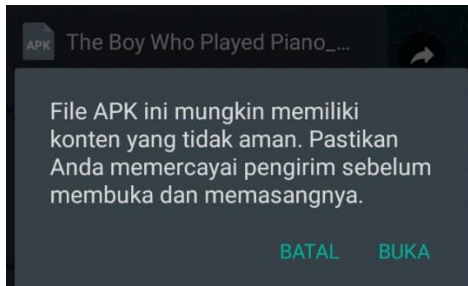 APK The Boy Who Played Piano_...
File APK ini mungkin memiliki
konten yang tidak aman. Pastikan
Anda memercayai pengirim sebelum
membuka dan memasangnya.
BATAL BUKA